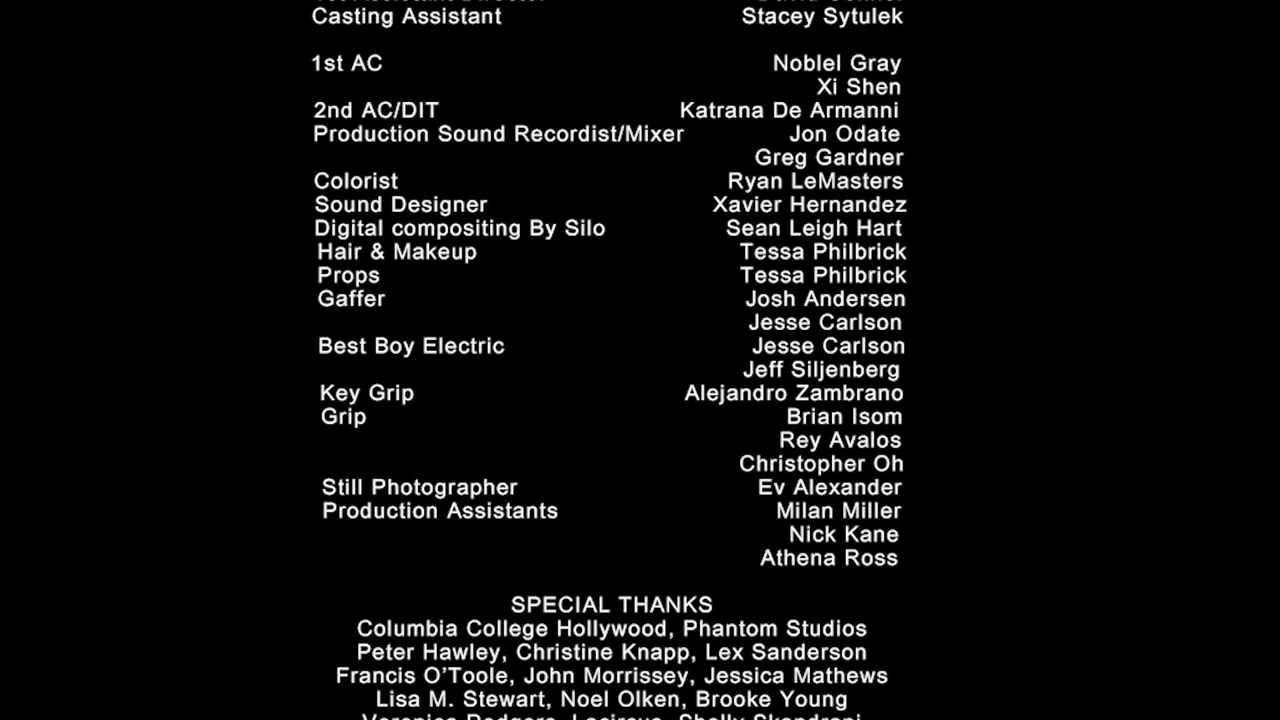 Casting Assistant Stacey Sytulek
1st AC Noblel Gray
Xi Shen
2nd AC/DIT Katrana De Armanni
Production Sound Recordist/Mixer Jon Odate
Greg Gardner
Colorist Ryan LeMasters
Sound Designer Xavier Hernandez
Digital compositing By Silo Sean Leigh Hart
Hair & Makeup Tessa Philbrick
Props Tessa Philbrick
Gaffer Josh Andersen
Jesse Carlson
Best Boy Electric Jesse Carlson
Jeff Siljenberg
Key Grip Alejandro Zambrano
Grip Brian Isom
Rey Avalos
Christopher Oh
Still Photographer Ev Alexander
Production Assistants Milan Miller
Nick Kane
Athena Ross
SPECIAL THANKS
Columbia College Hollywood, Phantom Studios
Peter Hawley, Christine Knapp, Lex Sanderson
Francis O'Toole, John Morrissey, Jessica Mathews
Lisa M. Stewart, Noel Olken, Brooke Young